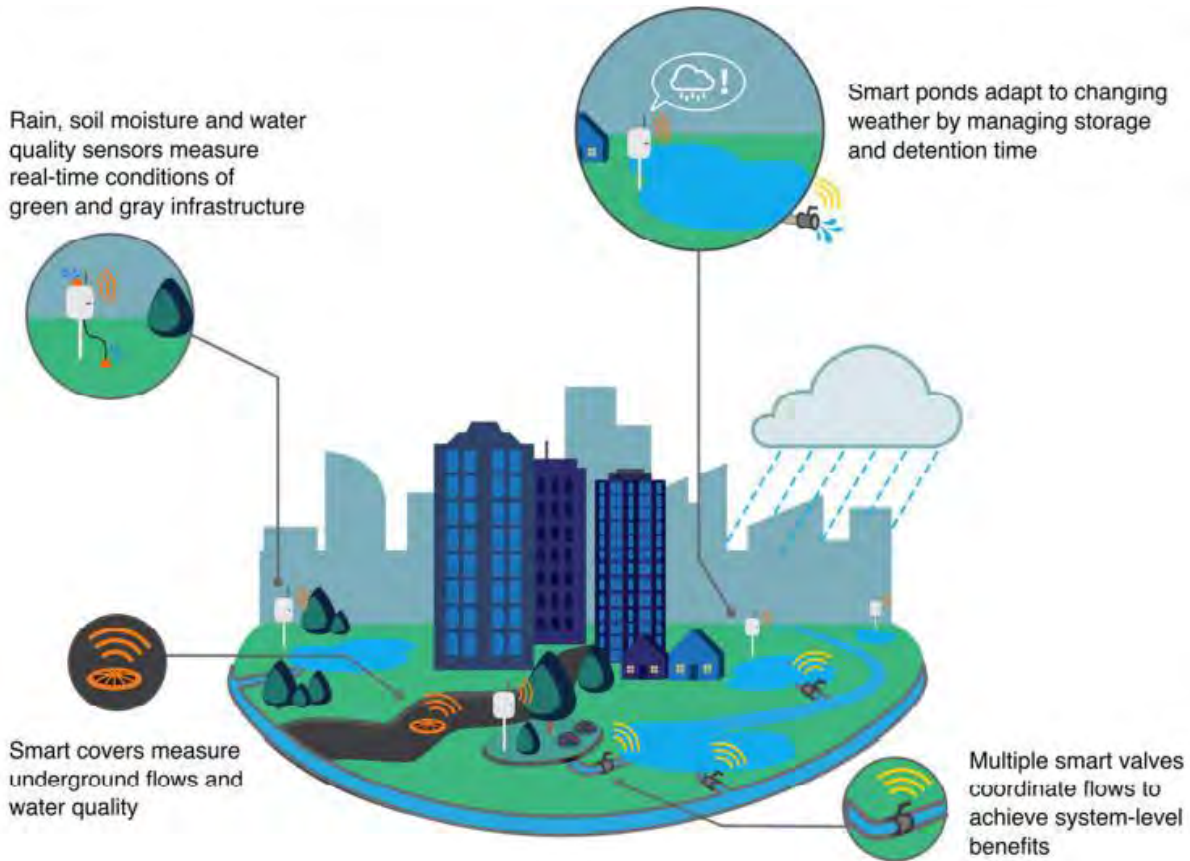 Rain, soil moisture and water
quality sensors measure
real-time conditions of
green and gray infrastructure
!
Smart ponds adapt to changing
weather by managing storage
and detention time
Smart covers measure
underground flows and
water quality
Multiple smart valves
coordinate flows to
achieve system-level
benefits